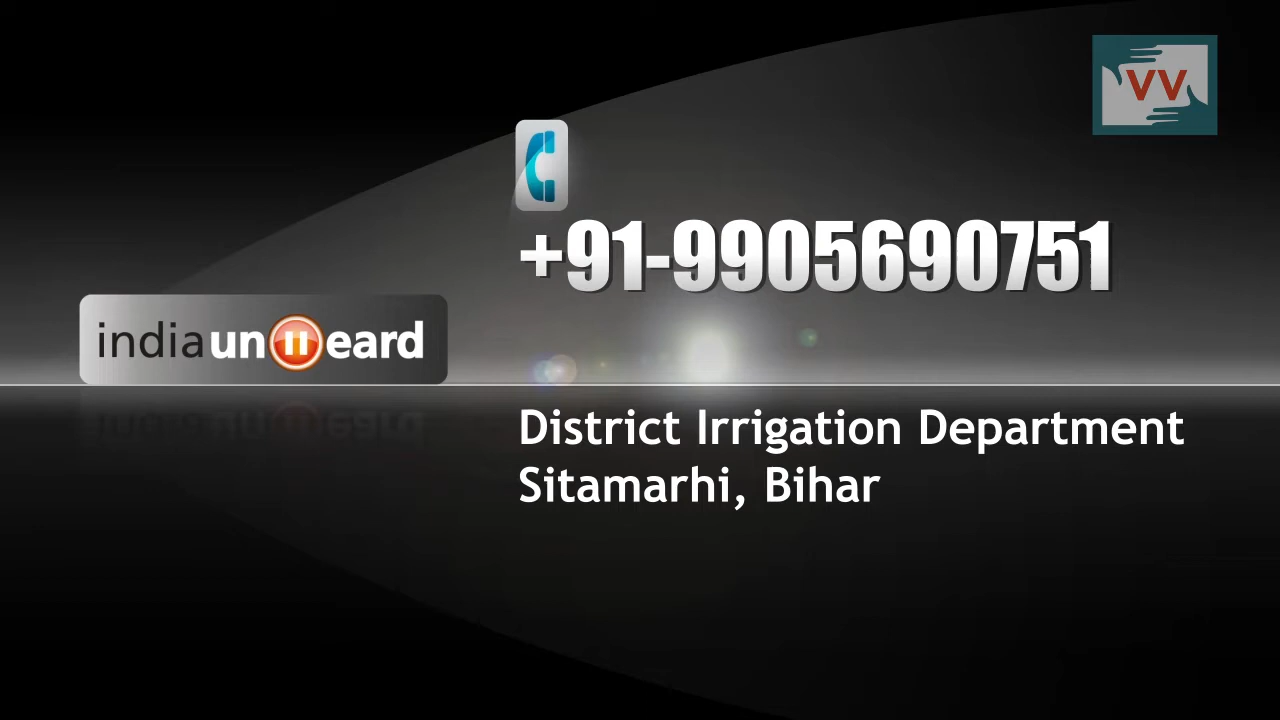 VV
+91-9905690751
indiaunheard
District Irrigation Department
Sitamarhi, Bihar